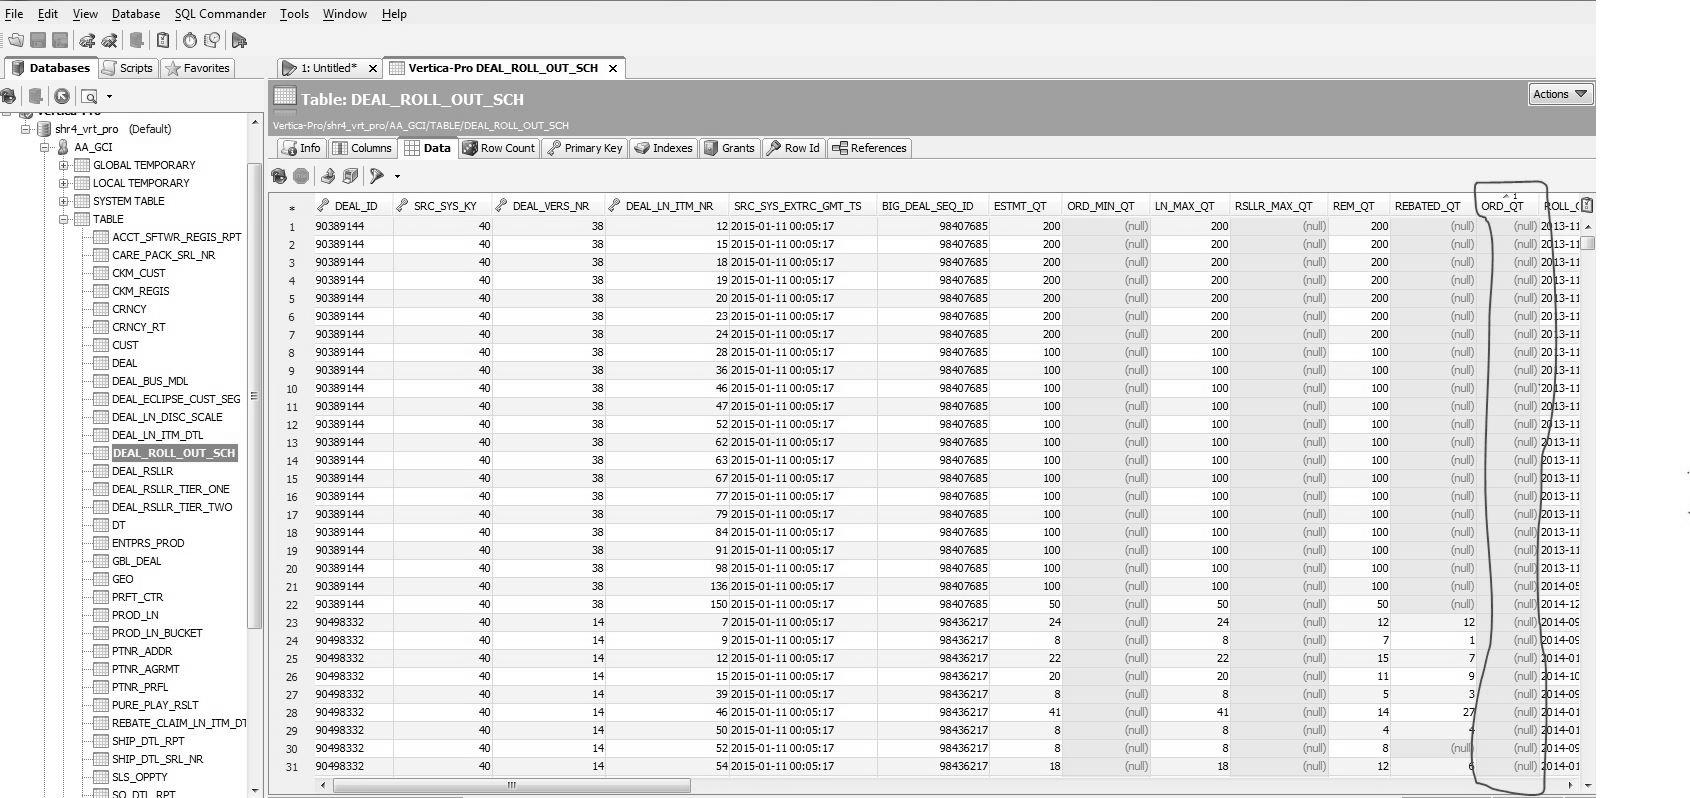 File Edit View Database SQL Commander Tools Window Help
Databases Scripts Favorites
1: Untitled* Vertica-Pro DEAL_ROLL_OUT_SCH
Table: DEAL_ROLL_OUT_SCH
Actions
Vertica-Pro/shr4_vrt_pro/AA_GCI/TABLE/DEAL_ROLL_OUT_SCH
Info Columns Data Row Count Primary Key Indexes Grants Row Id References
Vertica-Pro
shr4_vrt_pro (Default)
AA_GCI
GLOBAL TEMPORARY
LOCAL TEMPORARY
SYSTEM TABLE
TABLE
ACCT_SFTWR_REGIS_RPT
CARE_PACK_SRL_NR
CKM_CUST
CKM_REGIS
CRNCY
CRNCY_RT
CUST
DEAL
DEAL_BUS_MDL
DEAL_ECLIPSE_CUST_SEG
DEAL_LN_DISC_SCALE
DEAL_LN_ITM_DTL
DEAL_ROLL_OUT_SCH
DEAL_RSLLR
DEAL_RSLLR_TIER_ONE
DEAL_RSLLR_TIER_TWO
DT
ENTPRS_PROD
GBL_DEAL
GEO
PRFT_CTR
PROD_LN
PROD_LN_BUCKET
PTNR_ADDR
PTNR_AGRMT
PTNR_PRFL
PURE_PLAY_RSLT
REBATE_CLAIM_LN_ITM_DT
SHIP_DTL_RPT
SHIP_DTL_SRL_NR
SLS_OPPTY
SO_DTL_RPT
* DEAL_ID SRC_SYS_KY DEAL_VERS_NR DEAL_LN_ITM_NR SRC_SYS_EXTRC_GMT_TS BIG_DEAL_SEQ_ID ESTMT_QT ORD_MIN_QT LN_MAX_QT RSLLR_MAX_QT REM_QT REBATED_QT ORD_QT 1 ROLL_
1 90389144 40 38 12 2015-01-11 00:05:17 98407685 200 (null) 200 (null) 200 (null) (null) 2013-11
2 90389144 40 38 15 2015-01-11 00:05:17 98407685 200 (null) 200 (null) 200 (null) (null) 2013-11
3 90389144 40 38 18 2015-01-11 00:05:17 98407685 200 (null) 200 (null) 200 (null) (null) 2013-11
4 90389144 40 38 19 2015-01-11 00:05:17 98407685 200 (null) 200 (null) 200 (null) (null) 2013-11
5 90389144 40 38 20 2015-01-11 00:05:17 98407685 200 (null) 200 (null) 200 (null) (null) 2013-11
6 90389144 40 38 23 2015-01-11 00:05:17 98407685 200 (null) 200 (null) 200 (null) (null) 2013-11
7 90389144 40 38 24 2015-01-11 00:05:17 98407685 200 (null) 200 (null) 200 (null) (null) 2013-11
8 90389144 40 38 28 2015-01-11 00:05:17 98407685 100 (null) 100 (null) 100 (null) (null) 2013-11
9 90389144 40 38 36 2015-01-11 00:05:17 98407685 100 (null) 100 (null) 100 (null) (null) 2013-11
10 90389144 40 38 46 2015-01-11 00:05:17 98407685 100 (null) 100 (null) 100 (null) (null) 2013-11
11 90389144 40 38 47 2015-01-11 00:05:17 98407685 100 (null) 100 (null) 100 (null) (null) 2013-11
12 90389144 40 38 52 2015-01-11 00:05:17 98407685 100 (null) 100 (null) 100 (null) (null) 2013-11
13 90389144 40 38 62 2015-01-11 00:05:17 98407685 100 (null) 100 (null) 100 (null) (null) 2013-11
14 90389144 40 38 63 2015-01-11 00:05:17 98407685 100 (null) 100 (null) 100 (null) (null) 2013-11
15 90389144 40 38 67 2015-01-11 00:05:17 98407685 100 (null) 100 (null) 100 (null) (null) 2013-11
16 90389144 40 38 77 2015-01-11 00:05:17 98407685 100 (null) 100 (null) 100 (null) (null) 2013-11
17 90389144 40 38 79 2015-01-11 00:05:17 98407685 100 (null) 100 (null) 100 (null) (null) 2013-11
18 90389144 40 38 84 2015-01-11 00:05:17 98407685 100 (null) 100 (null) 100 (null) (null) 2013-11
19 90389144 40 38 91 2015-01-11 00:05:17 98407685 100 (null) 100 (null) 100 (null) (null) 2013-11
20 90389144 40 38 98 2015-01-11 00:05:17 98407685 100 (null) 100 (null) 100 (null) (null) 2013-11
21 90389144 40 38 136 2015-01-11 00:05:17 98407685 100 (null) 100 (null) 100 (null) (null) 2014-05
22 90389144 40 38 150 2015-01-11 00:05:17 98407685 50 (null) 50 (null) 50 (null) (null) 2014-12
23 90498332 40 14 7 2015-01-11 00:05:17 98436217 24 (null) 24 (null) 12 12 (null) 2014-09
24 90498332 40 14 9 2015-01-11 00:05:17 98436217 8 (null) 8 (null) 7 1 (null) 2014-09
25 90498332 40 14 12 2015-01-11 00:05:17 98436217 22 (null) 22 (null) 15 7 (null) 2014-01
26 90498332 40 14 15 2015-01-11 00:05:17 98436217 20 (null) 20 (null) 11 9 (null) 2014-10
27 90498332 40 14 39 2015-01-11 00:05:17 98436217 8 (null) 8 (null) 5 3 (null) 2014-09
28 90498332 40 14 46 2015-01-11 00:05:17 98436217 41 (null) 41 (null) 14 27 (null) 2014-01
29 90498332 40 14 50 2015-01-11 00:05:17 98436217 8 (null) 8 (null) 4 4 (null) 2014-01
30 90498332 40 14 52 2015-01-11 00:05:17 98436217 8 (null) 8 (null) 8 (null) (null) 2014-09
31 90498332 40 14 54 2015-01-11 00:05:17 98436217 18 (null) 18 (null) 12 6 (null) 2014-01